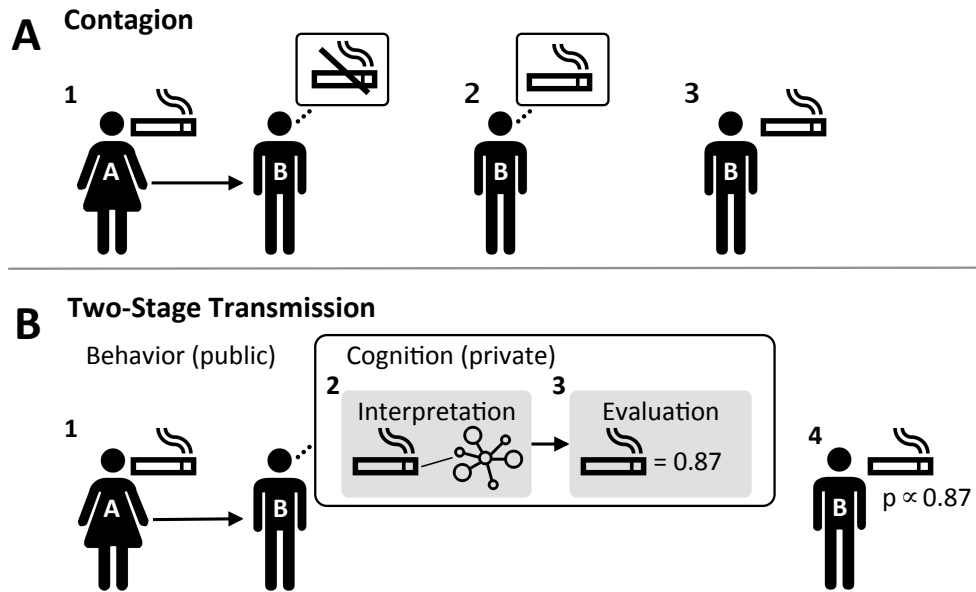 A Contagion
1 2 3
A B B B
B Two-Stage Transmission
Behavior (public) Cognition (private)
2 3
Interpretation Evaluation
1 4
= 0.87
p ∝ 0.87
A B B